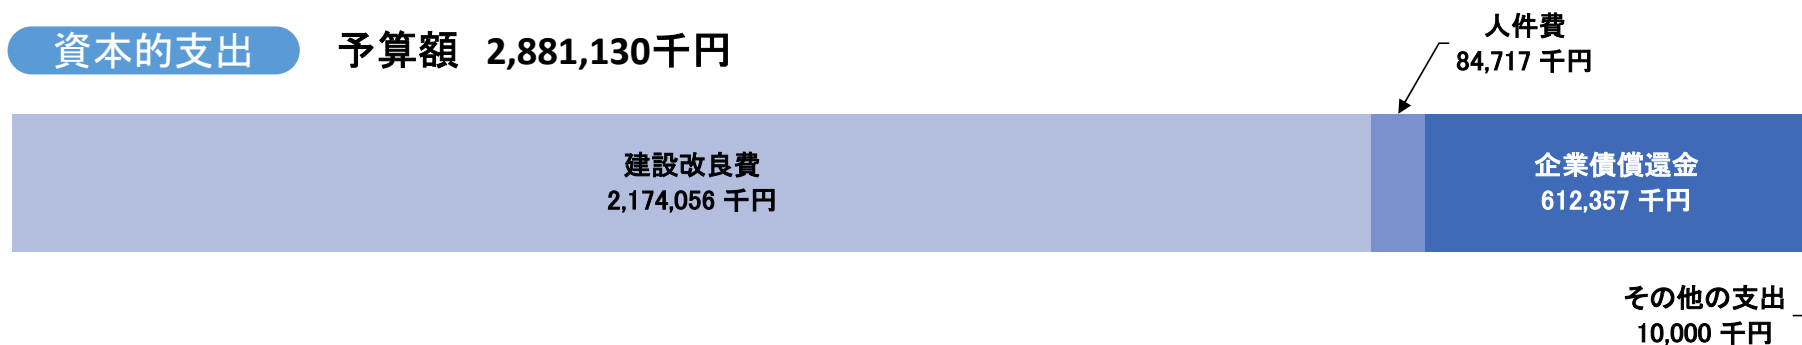 資本的支出 予算額 2,881,130千円
人件費
84,717 千円
建設改良費
2,174,056 千円
企業債償還金
612,357 千円
その他の支出
10,000 千円